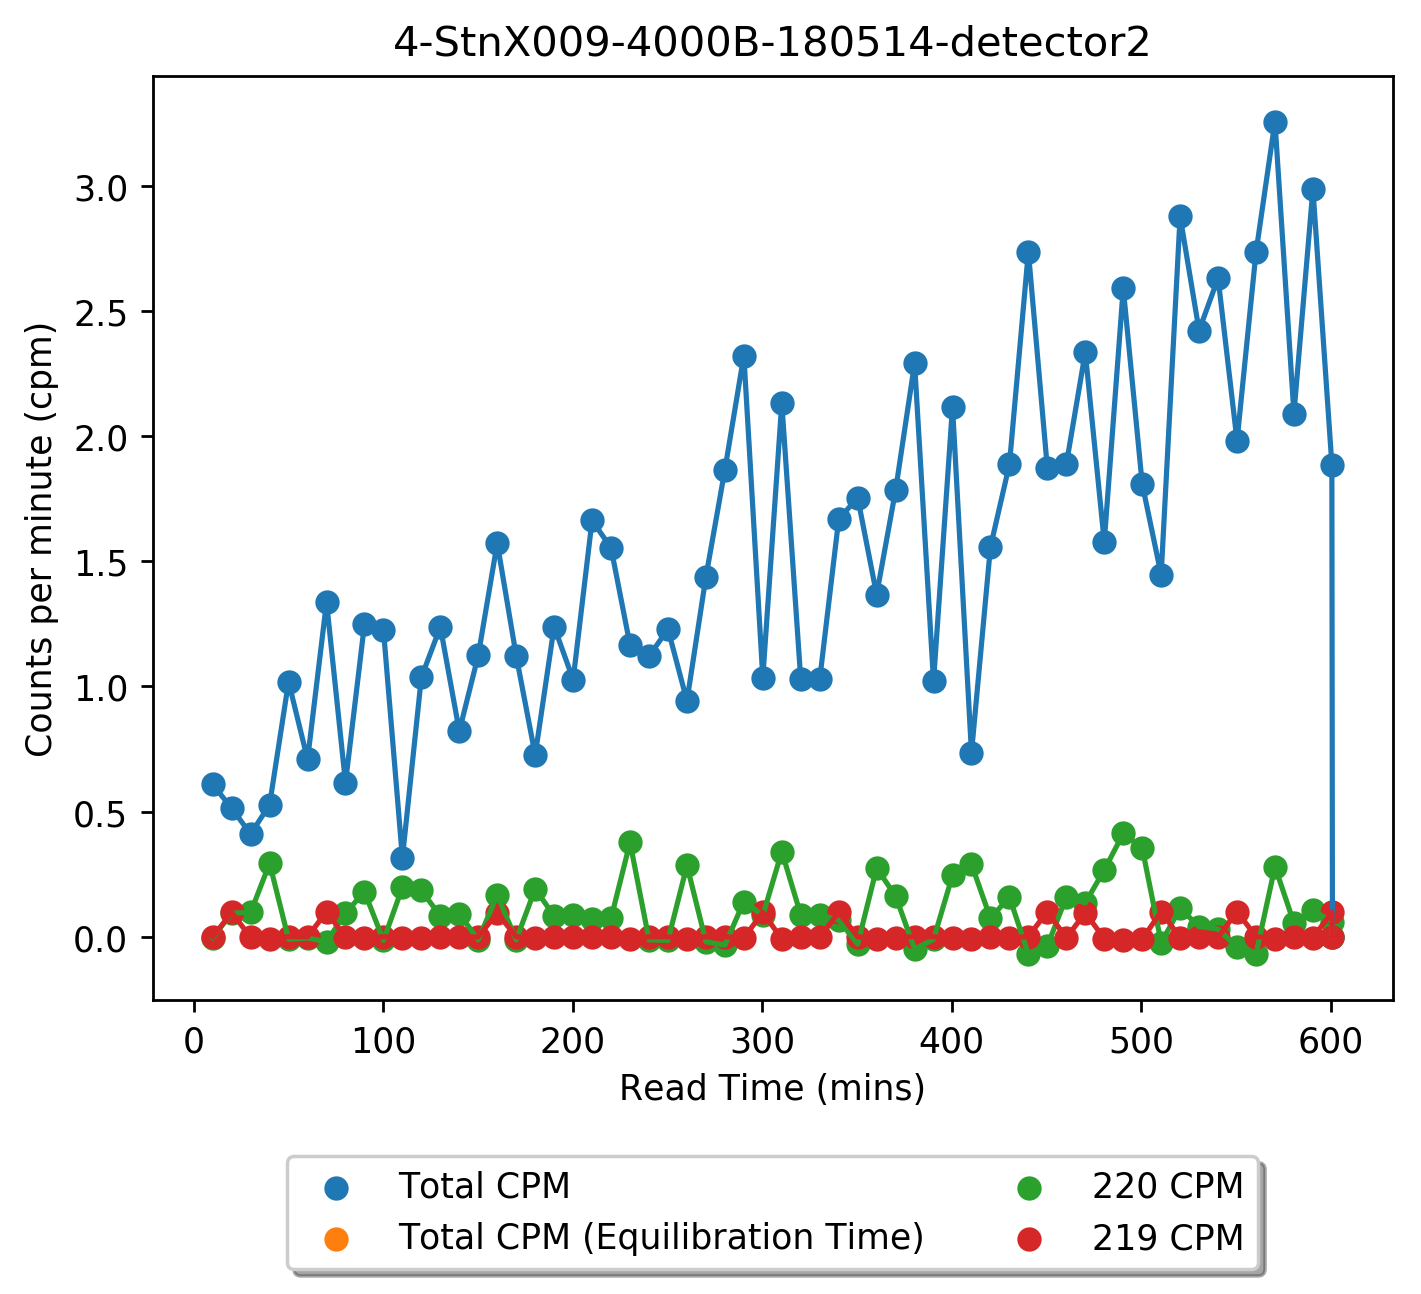 4-StnX009-4000B-180514-detector2
Counts per minute (cpm)
3.0
2.5
2.0
1.5
1.0
0.5
0.0
0 100 200 300 400 500 600
Read Time (mins)
Total CPM
Total CPM (Equilibration Time)
220 CPM
219 CPM